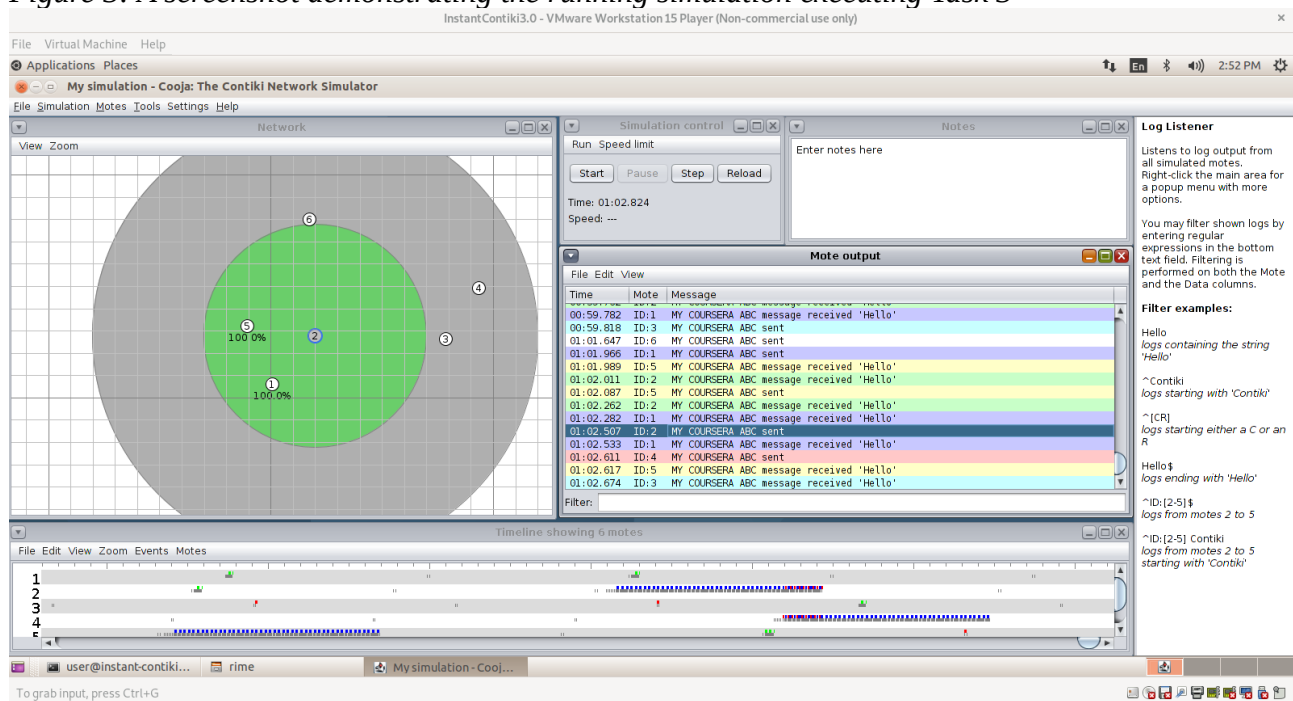 InstantContiki3.0 - VMware Workstation 15 Player (Non-commercial use only)
File Virtual Machine Help
Applications Places
En
2:52 PM
My simulation - Cooja: The Contiki Network Simulator
File Simulation Motes Tools Settings Help
Network
View Zoom
6
4
5
100.0%
2
3
1
100.0%
Simulation control
Run Speed limit
Start Pause Step Reload
Time: 01:02.824
Speed: ---
Notes
Enter notes here
Mote output
File Edit View
Time Mote Message
00:59.782 ID:1 MY COURSERA ABC message received 'Hello'
00:59.818 ID:3 MY COURSERA ABC sent
01:01.647 ID:6 MY COURSERA ABC sent
01:01.966 ID:1 MY COURSERA ABC sent
01:01.989 ID:5 MY COURSERA ABC message received 'Hello'
01:02.011 ID:2 MY COURSERA ABC message received 'Hello'
01:02.087 ID:5 MY COURSERA ABC sent
01:02.262 ID:2 MY COURSERA ABC message received 'Hello'
01:02.282 ID:1 MY COURSERA ABC message received 'Hello'
01:02.507 ID:2 MY COURSERA ABC sent
01:02.533 ID:1 MY COURSERA ABC message received 'Hello'
01:02.611 ID:4 MY COURSERA ABC sent
01:02.617 ID:5 MY COURSERA ABC message received 'Hello'
01:02.674 ID:3 MY COURSERA ABC message received 'Hello'
Filter:
Log Listener
Listens to log output from
all simulated motes.
Right-click the main area for
a popup menu with more
options.
You may filter shown logs by
entering regular
expressions in the bottom
text field. Filtering is
performed on both the Mote
and the Data columns.
Filter examples:
Hello
logs containing the string
'Hello'
^Contiki
logs starting with 'Contiki'
^[CR]
logs starting either a C or an
R
Hello$
logs ending with 'Hello'
^ID:[2-5]$
logs from motes 2 to 5
^ID:[2-5] Contiki
logs from motes 2 to 5
starting with 'Contiki'
Timeline showing 6 motes
File Edit View Zoom Events Motes
1
2
3
4
user@instant-contiki... rime My simulation - Cooj...
To grab input, press Ctrl+G